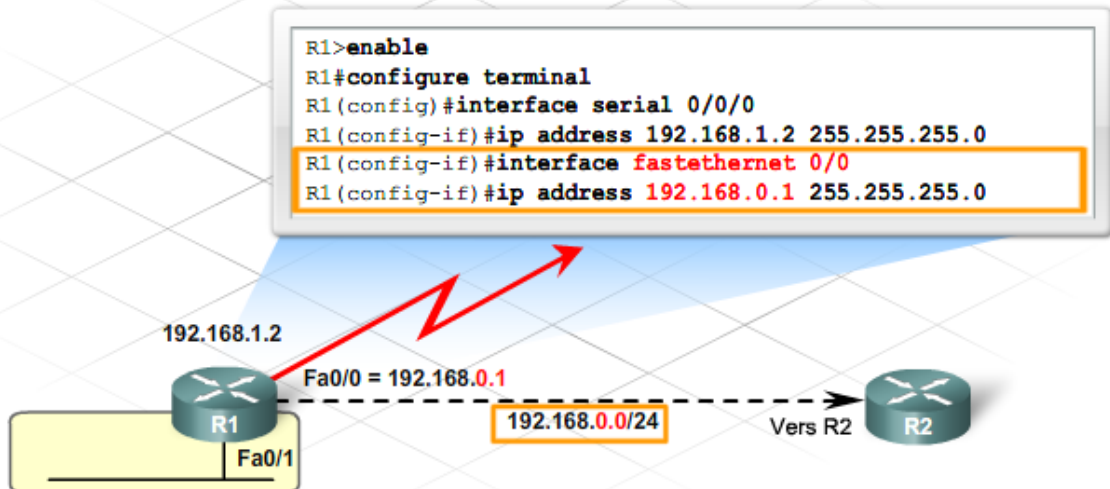 R1>enable
R1#configure terminal
R1(config)#interface serial 0/0/0
R1(config-if)#ip address 192.168.1.2 255.255.255.0
R1(config-if)#interface fastethernet 0/0
R1(config-if)#ip address 192.168.0.1 255.255.255.0
192.168.1.2
Fa0/0 = 192.168.0.1
192.168.0.0/24
Vers R2
R1
R2
Fa0/1